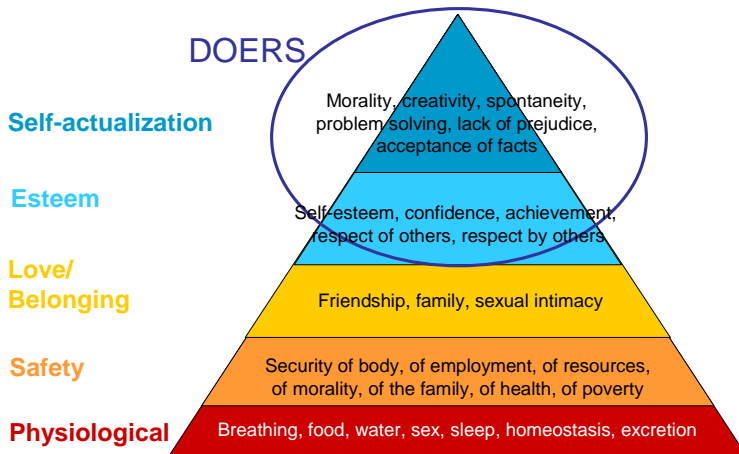 DOERS
Self-actualization
Morality, creativity, spontaneity,
problem solving, lack of prejudice,
acceptance of facts
Esteem
Self-esteem, confidence, achievement,
respect of others, respect by others
Love/
Belonging
Friendship, family, sexual intimacy
Safety
Security of body, of employment, of resources,
of morality, of the family, of health, of poverty
Physiological
Breathing, food, water, sex, sleep, homeostasis, excretion